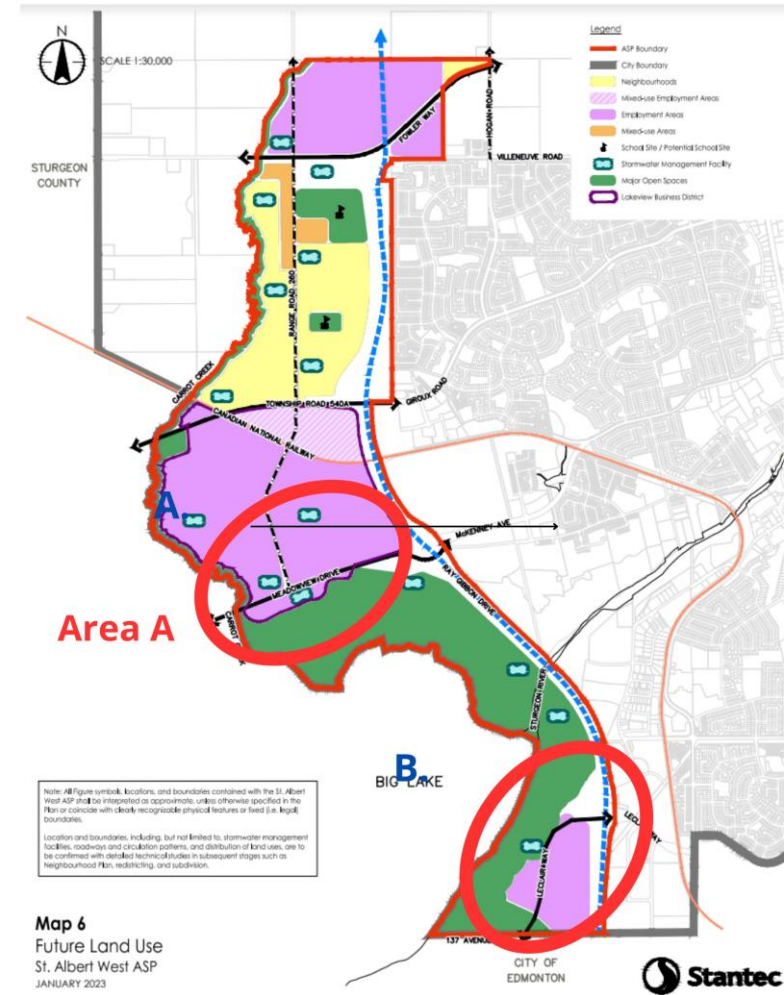 N
SCALE 1:30,000
Legend
ASP Boundary
City Boundary
Neighbourhoods
Mixed-use Employment Areas
Employment Areas
Mixed-use Areas
School Site / Potential School Site
Stormwater Management Facility
Major Open Spaces
Lakeview Business District
STURGEON
COUNTY
FOWLER WAY
HOGAN ROAD
VILLENEUVE ROAD
RANGE ROAD 260
CARROT CREEK
TOWNSHIP ROAD 540A
GIROUX ROAD
CANADIAN NATIONAL RAILWAY
A.
McKENNEY AVE
MEADOWVIEW DRIVE
RAY GIBBON DRIVE
Area A
CARROT CREEK
STURGEON RIVER
B.
BIG LAKE
LECLAIR WAY
LECLAIR WAY
137 AVENUE
CITY OF
EDMONTON
Note: All Figure symbols, locations, and boundaries contained with the St. Albert
West ASP shall be interpreted as approximate, unless otherwise specified in the
Plan or coincide with clearly recognizable physical features or fixed (i.e. legal)
boundaries.
Location and boundaries, including, but not limited to, stormwater management
facilities, roadways and circulation patterns, and distribution of land uses, are to
be confirmed with detailed technical studies in subsequent stages such as
Neighbourhood Plan, redistricting, and subdivision.
Map 6
Future Land Use
St. Albert West ASP
JANUARY 2023
Stantec